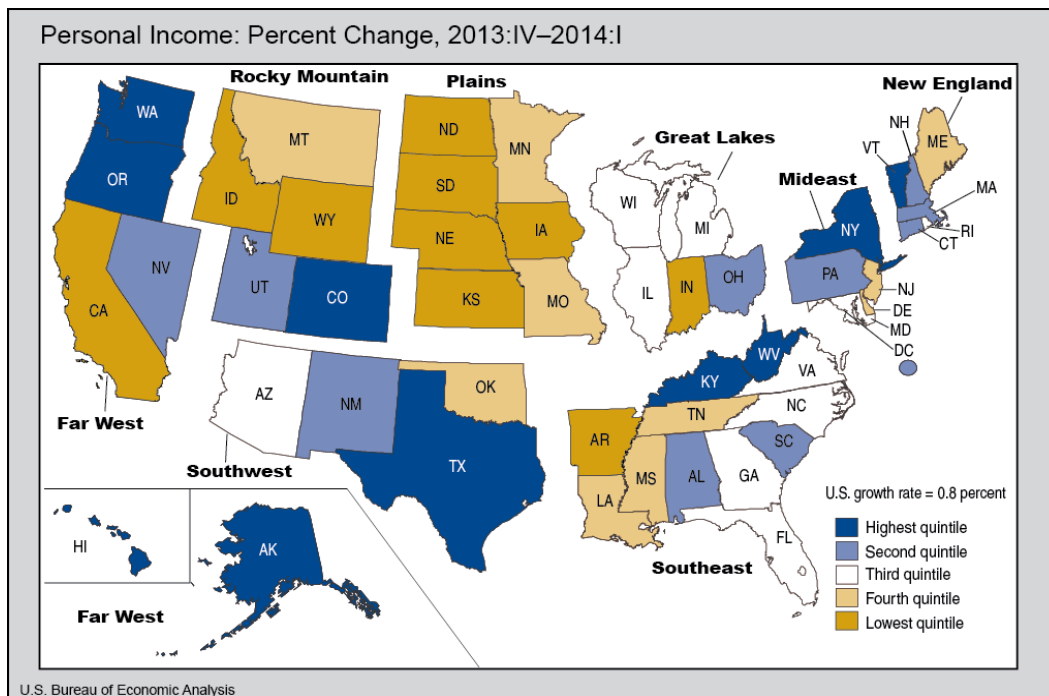 Personal Income: Percent Change, 2013:IV–2014:I
Rocky Mountain
Plains
New England
Great Lakes
Mideast
WA
OR
MT
ID
WY
ND
SD
NE
KS
MN
IA
MO
WI
MI
IL
IN
OH
VT
NH
ME
MA
RI
CT
NY
PA
NJ
DE
MD
DC
CA
NV
UT
CO
AZ
NM
OK
TX
KY
WV
VA
TN
NC
SC
AR
LA
MS
AL
GA
FL
Far West
Southwest
Southeast
HI
AK
Far West
U.S. growth rate = 0.8 percent
Highest quintile
Second quintile
Third quintile
Fourth quintile
Lowest quintile
U.S. Bureau of Economic Analysis